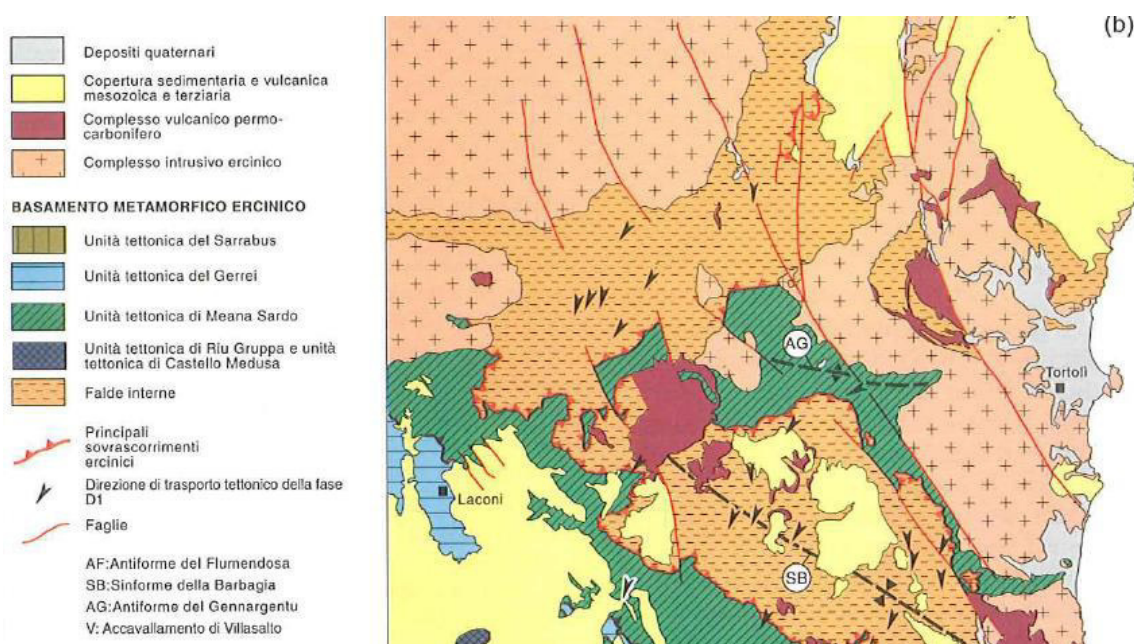 (b)
Depositi quaternari
Copertura sedimentaria e vulcanica
mesozoica e terziaria
Complesso vulcanico permo-
carbonifero
Complesso intrusivo ercinico
BASAMENTO METAMORFICO ERCINICO
Unità tettonica del Sarrabus
Unità tettonica del Gerrei
Unità tettonica di Meana Sardo
Unità tettonica di Riu Gruppa e unità
tettonica di Castello Medusa
Falde interne
Principali
sovrascorrimenti
ercinici
Direzione di trasporto tettonico della fase
D1
Faglie
AF:Antiforme del Flumendosa
SB:Sinforme della Barbagia
AG:Antiforme del Gennargentu
V: Accavallamento di Villasalto
AG
Tortolì
Laconi
SB